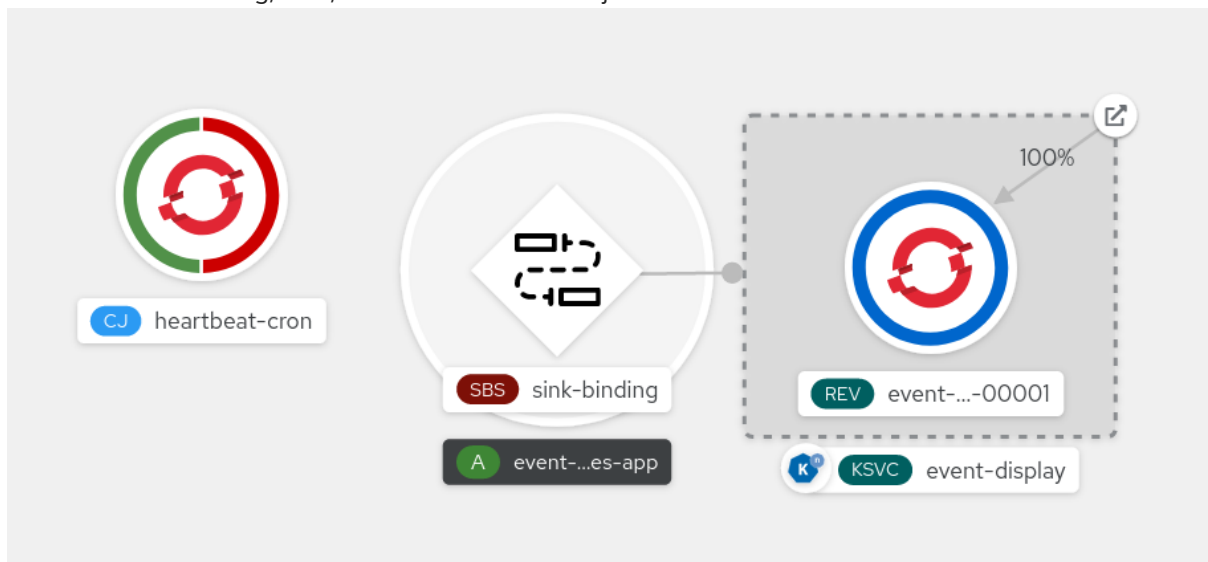 100%
CJ heartbeat-cron
SBS sink-binding
REV event-...-00001
A event-...es-app
K n KSVC event-display